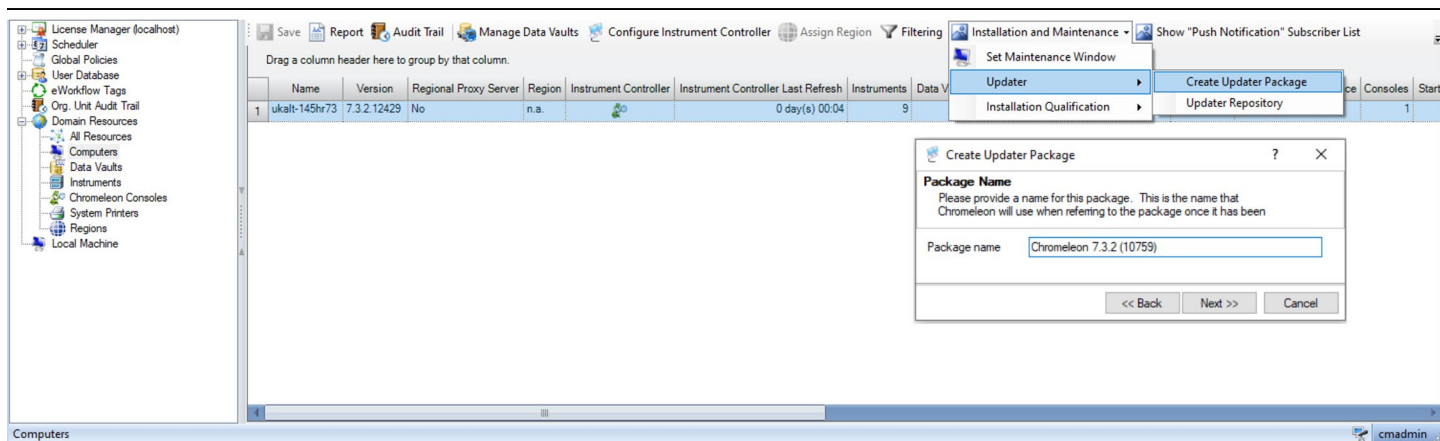 License Manager (localhost)
Scheduler
Global Policies
User Database
eWorkflow Tags
Org. Unit Audit Trail
Domain Resources
All Resources
Computers
Data Vaults
Instruments
Chromeleon Consoles
System Printers
Regions
Local Machine
Save Report Audit Trail Manage Data Vaults Configure Instrument Controller Assign Region Filtering Installation and Maintenance Show "Push Notification" Subscriber List
Drag a column header here to group by that column.
Name Version Regional Proxy Server Region Instrument Controller Instrument Controller Last Refresh Instruments Data V ce Consoles Start
1 ukalt-145hr73 7.3.2.12429 No n.a. 0 day(s) 00:04 9 1
Set Maintenance Window
Updater
Installation Qualification
Create Updater Package
Updater Repository
Create Updater Package ?
Package Name
Please provide a name for this package. This is the name that
Chromeleon will use when referring to the package once it has been
Package name Chromeleon 7.3.2 (10759)
<< Back Next >> Cancel
Computers cmadmin